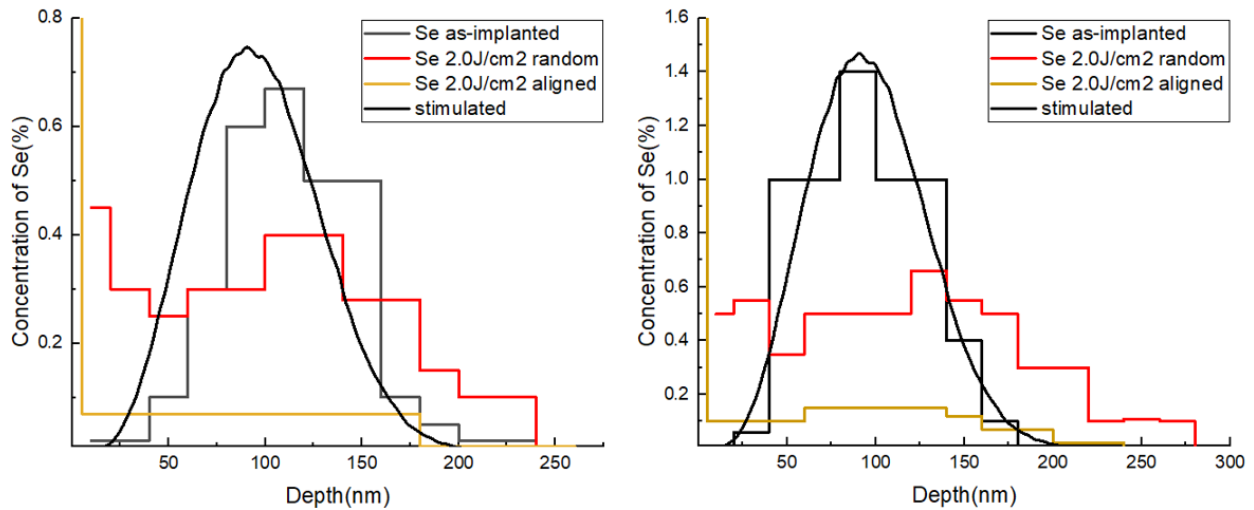 0.8
0.6
0.4
0.2
Concentration of Se(%)
Se as-implanted
Se 2.0J/cm2 random
Se 2.0J/cm2 aligned
stimulated
50
100
150
200
250
Depth(nm)
1.6
1.4
1.2
1.0
0.8
0.6
0.4
0.2
Concentration of Se(%)
Se as-implanted
Se 2.0J/cm2 random
Se 2.0J/cm2 aligned
stimulated
50
100
150
200
250
300
Depth(nm)